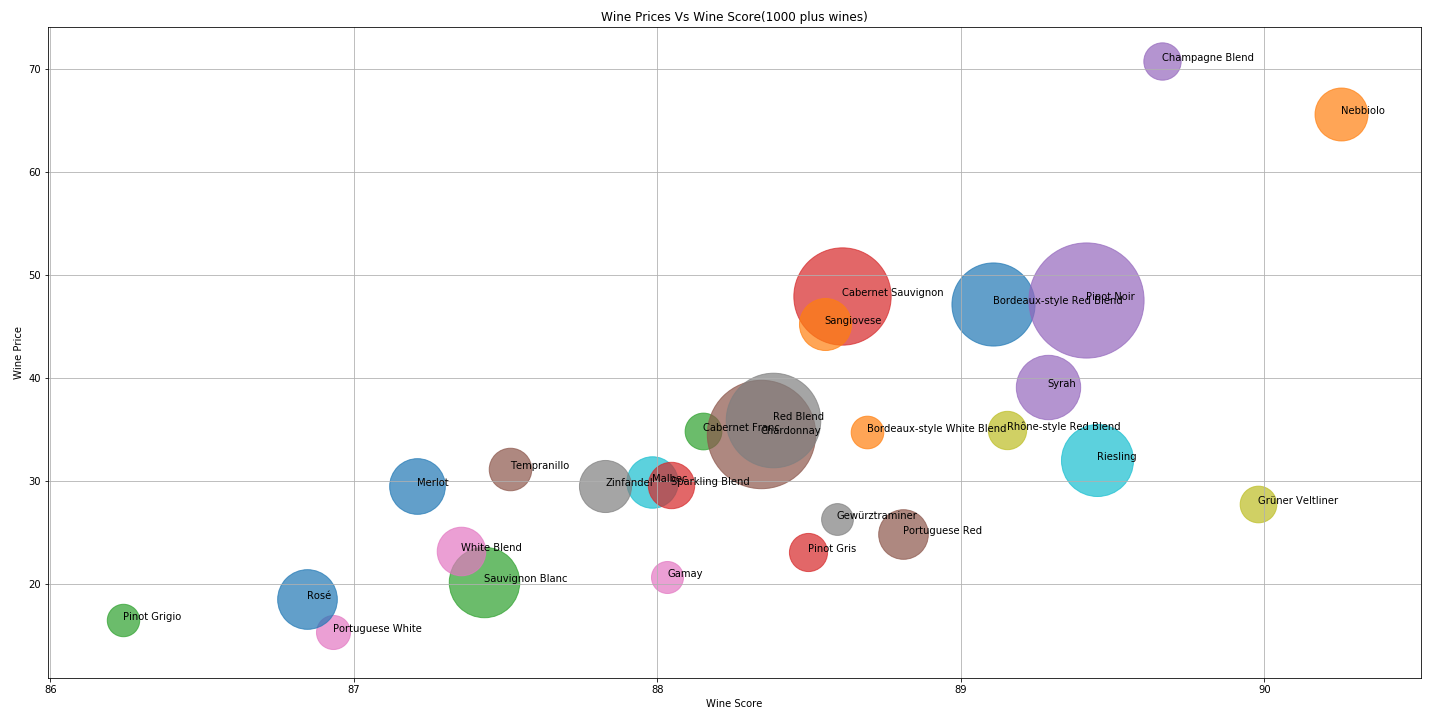 Wine Prices Vs Wine Score(1000 plus wines)
Wine Price
70
60
50
40
30
20
Champagne Blend
Nebbiolo
Cabernet Sauvignon
Bordeaux-style Red Blend
Pinot Noir
Sangiovese
Syrah
Red Blend
Cabernet Franc
Chardonnay
Bordeaux-style White Blend
Rhône-style Red Blend
Riesling
Tempranillo
Merlot
Zinfandel
Malbec
Sparkling Blend
Grüner Veltliner
Gewürztraminer
Portuguese Red
White Blend
Pinot Gris
Sauvignon Blanc
Gamay
Rosé
Pinot Grigio
Portuguese White
86
87
88
89
90
Wine Score